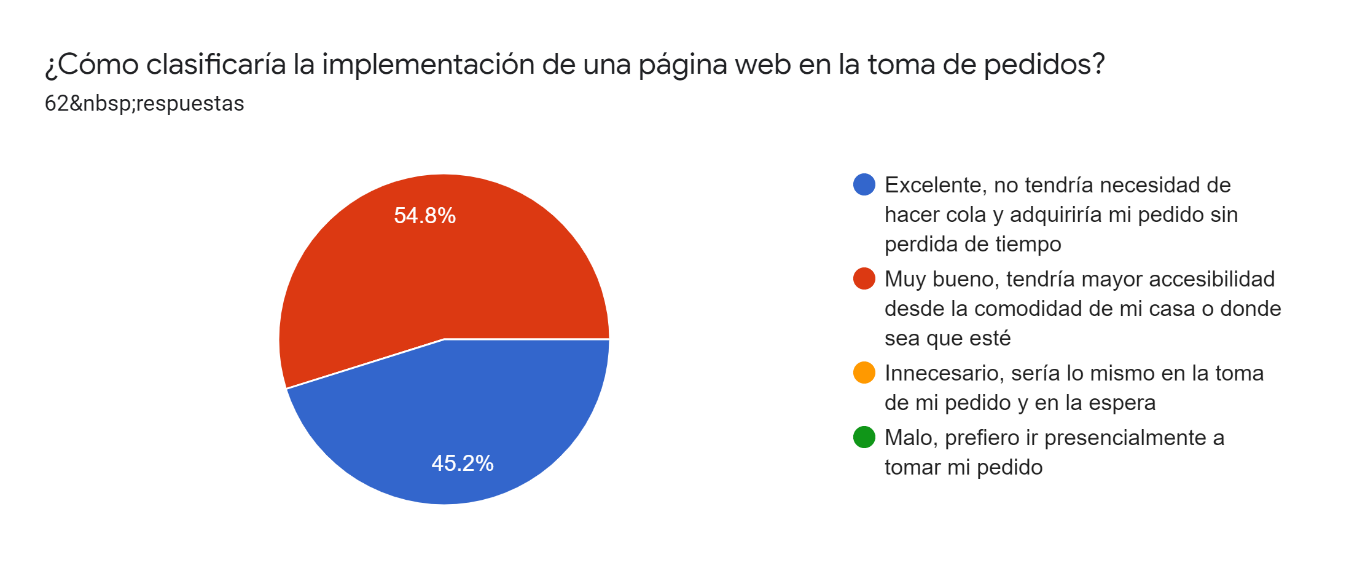 ¿Cómo clasificaría la implementación de una página web en la toma de pedidos?
62&nbsp;respuestas
54.8%
45.2%
Excelente, no tendría necesidad de
hacer cola y adquiriría mi pedido sin
perdida de tiempo
Muy bueno, tendría mayor accesibilidad
desde la comodidad de mi casa o donde
sea que esté
Innecesario, sería lo mismo en la toma
de mi pedido y en la espera
Malo, prefiero ir presencialmente a
tomar mi pedido